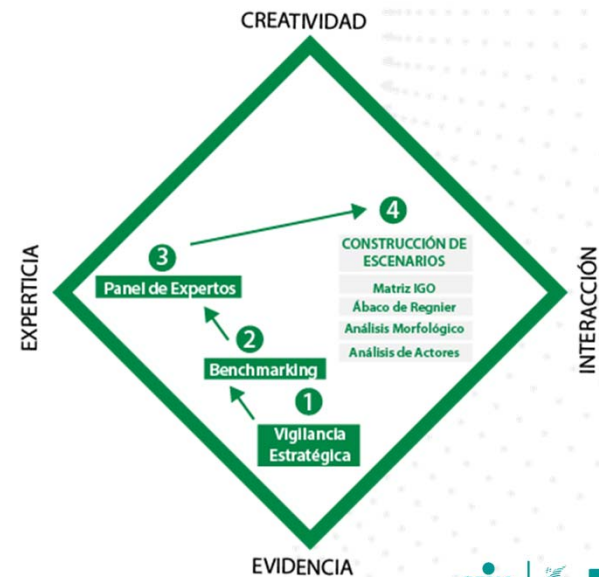 CREATIVIDAD
EXPERTICIA
INTERACCIÓN
4
CONSTRUCCIÓN DE
ESCENARIOS
Matriz IGO
Ábaco de Regnier
Análisis Morfológico
Análisis de Actores
3
Panel de Expertos
2
Benchmarking
1
Vigilancia
Estratégica
EVIDENCIA